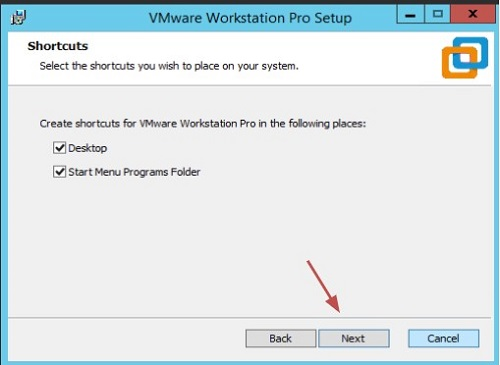 VMware Workstation Pro Setup
Shortcuts
Select the shortcuts you wish to place on your system.
Create shortcuts for VMware Workstation Pro in the following places:
Desktop
Start Menu Programs Folder
Back
Next
Cancel